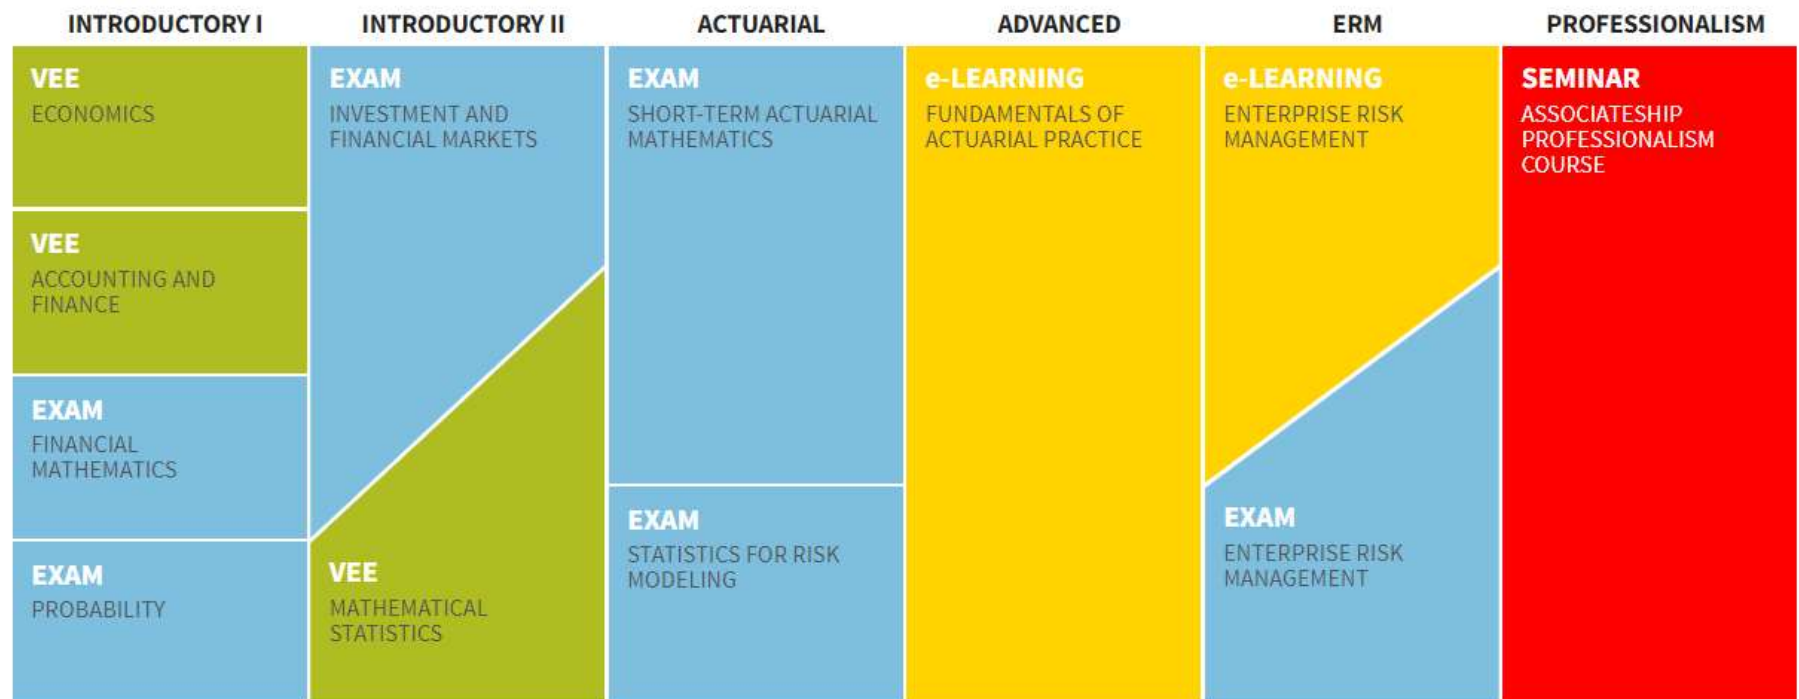 INTRODUCTORY I
INTRODUCTORY II
ACTUARIAL
ADVANCED
ERM
PROFESSIONALISM
VEE
ECONOMICS
VEE
ACCOUNTING AND
FINANCE
EXAM
FINANCIAL
MATHEMATICS
EXAM
PROBABILITY
EXAM
INVESTMENT AND
FINANCIAL MARKETS
VEE
MATHEMATICAL
STATISTICS
EXAM
SHORT-TERM ACTUARIAL
MATHEMATICS
EXAM
STATISTICS FOR RISK
MODELING
e-LEARNING
FUNDAMENTALS OF
ACTUARIAL PRACTICE
e-LEARNING
ENTERPRISE RISK
MANAGEMENT
EXAM
ENTERPRISE RISK
MANAGEMENT
SEMINAR
ASSOCIATESHIP
PROFESSIONALISM
COURSE